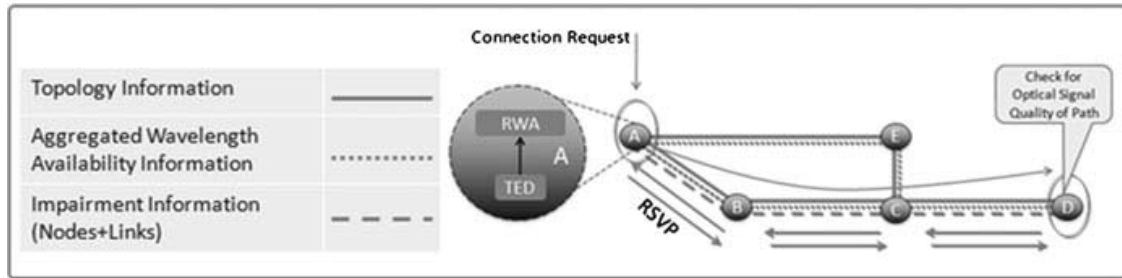 Connection Request
Topology Information
Aggregated Wavelength
Availability Information
Impairment Information
(Nodes+Links)
RWA
A
TED
A
E
B
C
D
RSVP
Check for
Optical Signal
Quality of Path